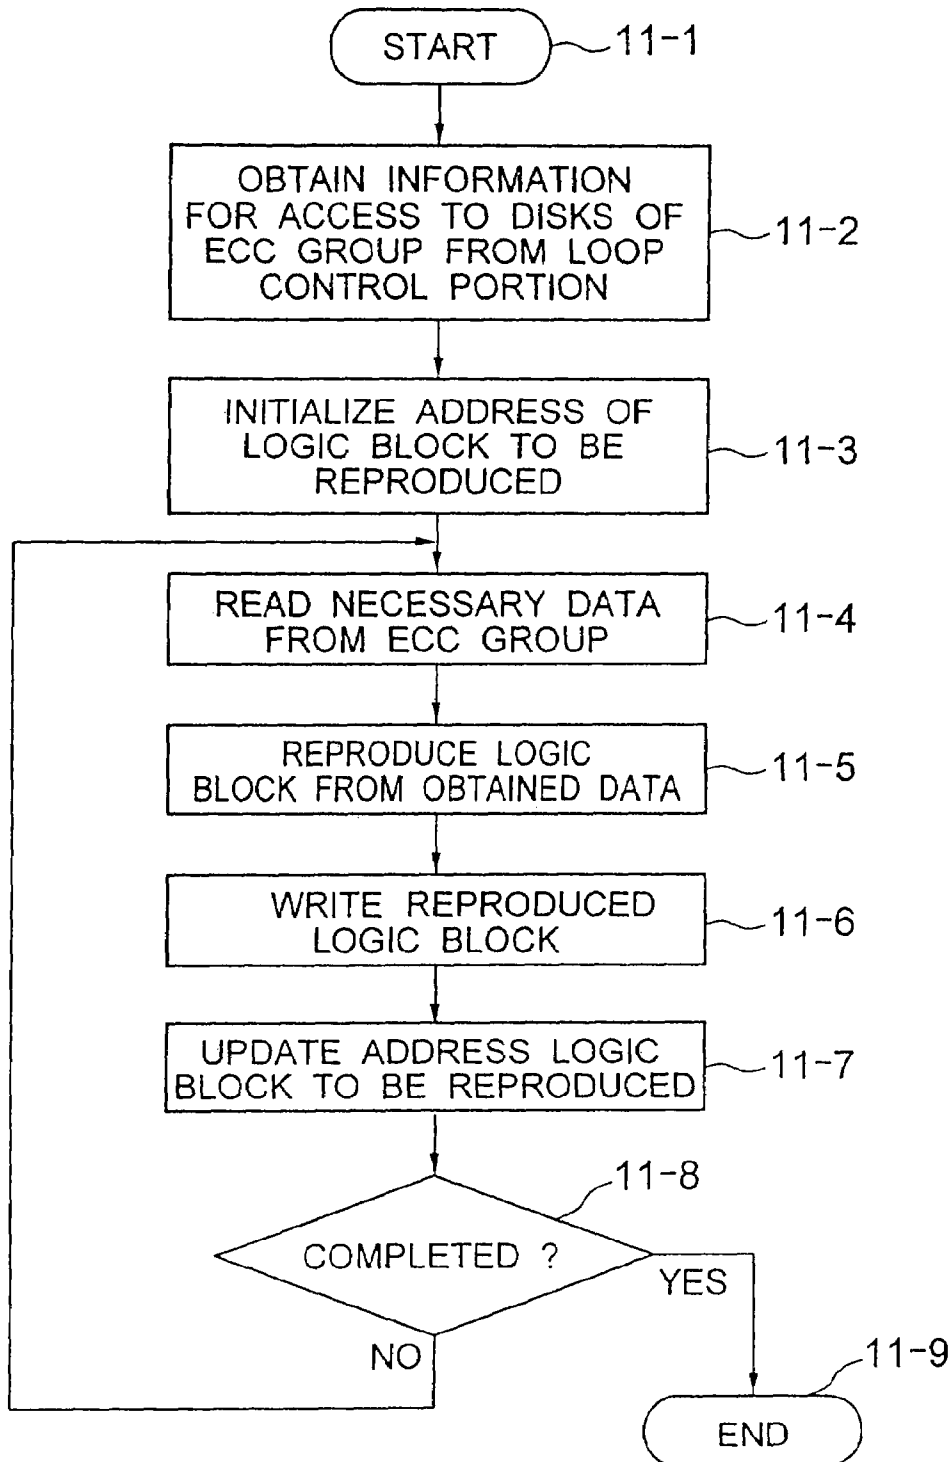 START
11-1
OBTAIN INFORMATION
FOR ACCESS TO DISKS OF
ECC GROUP FROM LOOP
CONTROL PORTION
11-2
INITIALIZE ADDRESS OF
LOGIC BLOCK TO BE
REPRODUCED
11-3
READ NECESSARY DATA
FROM ECC GROUP
11-4
REPRODUCE LOGIC
BLOCK FROM OBTAINED DATA
11-5
WRITE REPRODUCED
LOGIC BLOCK
11-6
UPDATE ADDRESS LOGIC
BLOCK TO BE REPRODUCED
11-7
11-8
COMPLETED ?
YES
NO
11-9
END